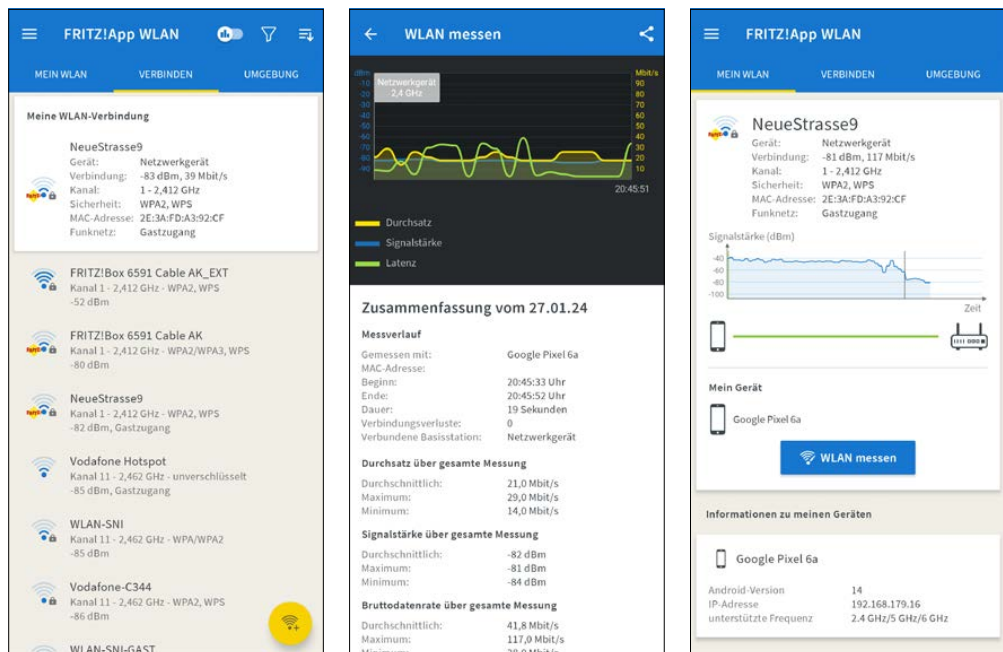 FRITZ!App WLAN
MEIN WLAN VERBINDEN UMGEBUNG
Meine WLAN-Verbindung
NeueStrasse9
Gerät: Netzwerkgerät
Verbindung: -83 dBm, 39 Mbit/s
Kanal: 1 - 2,412 GHz
Sicherheit: WPA2, WPS
MAC-Adresse: 2E:3A:FD:A3:92:CF
Funknetz: Gastzugang
FRITZ!Box 6591 Cable AK_EXT
Kanal 1 - 2,412 GHz - WPA2, WPS
-52 dBm
FRITZ!Box 6591 Cable AK
Kanal 1 - 2,412 GHz - WPA2/WPA3, WPS
-80 dBm
NeueStrasse9
Kanal 1 - 2,412 GHz - WPA2, WPS
-82 dBm, Gastzugang
Vodafone Hotspot
Kanal 11 - 2,462 GHz - unverschlüsselt
-85 dBm, Gastzugang
WLAN-SNI
Kanal 11 - 2,462 GHz - WPA/WPA2
-85 dBm
Vodafone-C344
Kanal 11 - 2,462 GHz - WPA2, WPS
-86 dBm
WLAN-SNI-GAST
WLAN messen
dBm Mbit/s
-10 90
-20 80
-30 70
-40 60
-50 50
-60 40
-70 30
-80 20
-90 10
Netzwerkgerät
2,4 GHz
20:45:51
Durchsatz
Signalstärke
Latenz
Zusammenfassung vom 27.01.24
Messverlauf
Gemessen mit: Google Pixel 6a
MAC-Adresse:
Beginn: 20:45:33 Uhr
Ende: 20:45:52 Uhr
Dauer: 19 Sekunden
Verbindungsverluste: 0
Verbundene Basisstation: Netzwerkgerät
Durchsatz über gesamte Messung
Durchschnittlich: 21,0 Mbit/s
Maximum: 29,0 Mbit/s
Minimum: 14,0 Mbit/s
Signalstärke über gesamte Messung
Durchschnittlich: -82 dBm
Maximum: -81 dBm
Minimum: -84 dBm
Bruttodatenrate über gesamte Messung
Durchschnittlich: 41,8 Mbit/s
Maximum: 117,0 Mbit/s
FRITZ!App WLAN
MEIN WLAN VERBINDEN UMGEBUNG
NeueStrasse9
Gerät: Netzwerkgerät
Verbindung: -81 dBm, 117 Mbit/s
Kanal: 1 - 2,412 GHz
Sicherheit: WPA2, WPS
MAC-Adresse: 2E:3A:FD:A3:92:CF
Funknetz: Gastzugang
Signalstärke (dBm)
-40
-60
-80
-100
Zeit
Mein Gerät
Google Pixel 6a
WLAN messen
Informationen zu meinen Geräten
Google Pixel 6a
Android-Version 14
IP-Adresse 192.168.179.16
unterstützte Frequenz 2.4 GHz/5 GHz/6 GHz